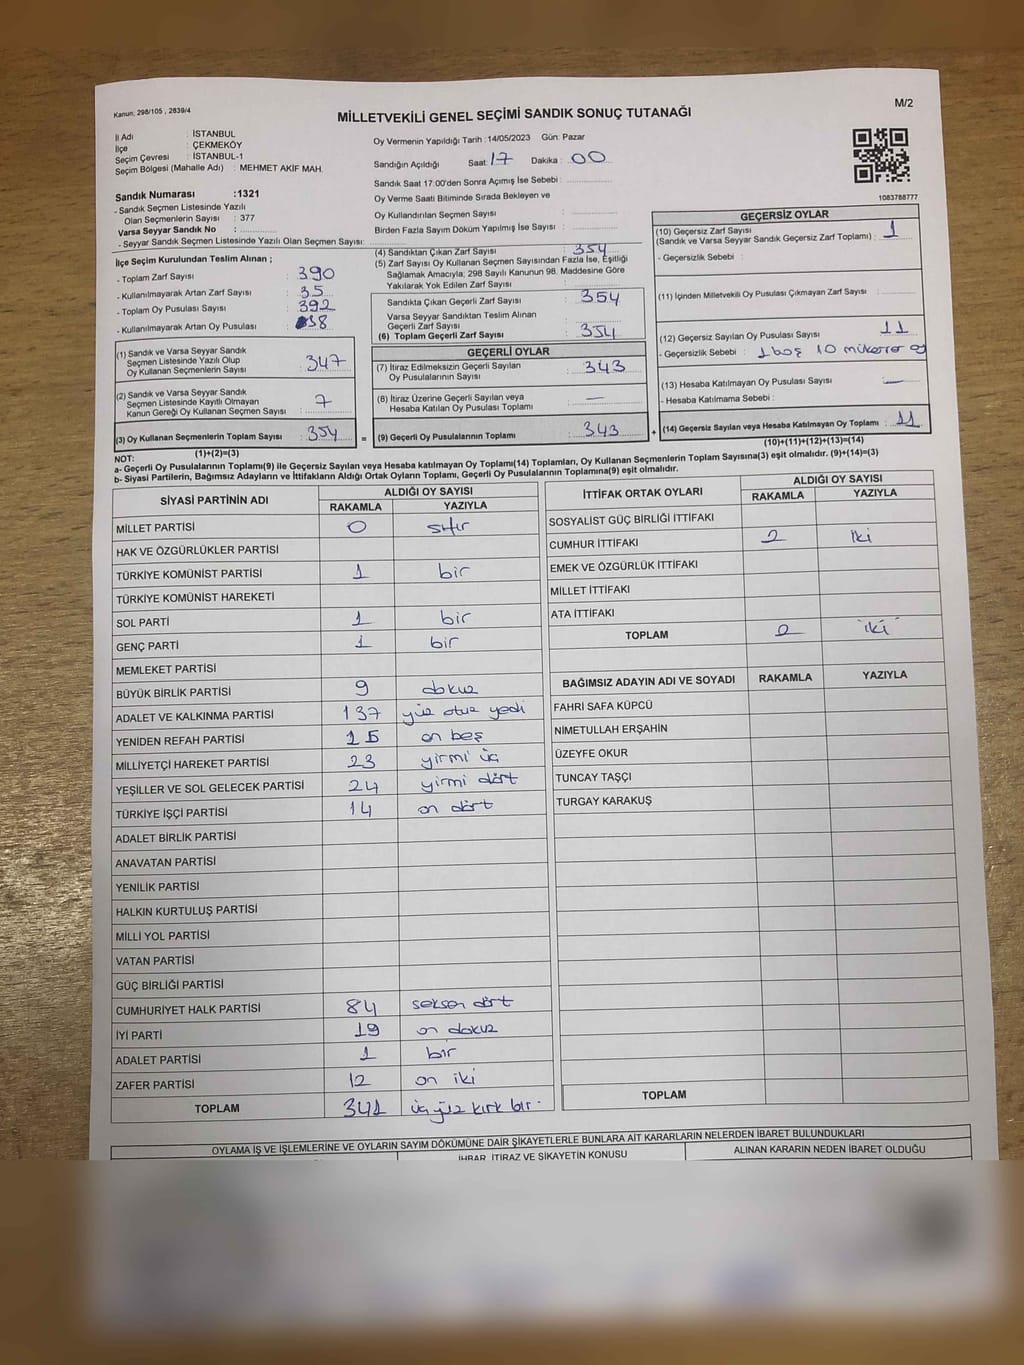 Kanun: 298/105 , 2839/4
MİLLETVEKİLİ GENEL SEÇİMİ SANDIK SONUÇ TUTANAĞI
M/2
İl Adı : İSTANBUL
İlçe : ÇEKMEKÖY
Seçim Çevresi : İSTANBUL-1
Seçim Bölgesi (Mahalle Adı) : MEHMET AKİF MAH.
Oy Vermenin Yapıldığı Tarih : 14/05/2023 Gün: Pazar
Sandığın Açıldığı Saat: 17 Dakika : 00
Sandık Saat 17:00'den Sonra Açımış İse Sebebi :
Oy Verme Saati Bitiminde Sırada Bekleyen ve
Oy Kullandırılan Seçmen Sayısı :
Birden Fazla Sayım Döküm Yapılmış İse Sayısı :
1083788777
Sandık Numarası :1321
- Sandık Seçmen Listesinde Yazılı
Olan Seçmenlerin Sayısı : 377
Varsa Seyyar Sandık No :
- Seyyar Sandık Seçmen Listesinde Yazılı Olan Seçmen Sayısı:
İlçe Seçim Kurulundan Teslim Alınan ;
- Toplam Zarf Sayısı : 390
- Kullanılmayarak Artan Zarf Sayısı : 35
- Toplam Oy Pusulası Sayısı : 392
- Kullanılmayarak Artan Oy Pusulası : 38
(4) Sandıktan Çıkan Zarf Sayısı : 354
(5) Zarf Sayısı Oy Kullanan Seçmen Sayısından Fazla İse, Eşitliği
Sağlamak Amacıyla; 298 Sayılı Kanunun 98. Maddesine Göre
Yakılarak Yok Edilen Zarf Sayısı :
Sandıkta Çıkan Geçerli Zarf Sayısı : 354
Varsa Seyyar Sandıktan Teslim Alınan
Geçerli Zarf Sayısı :
(6) Toplam Geçerli Zarf Sayısı : 354
GEÇERSİZ OYLAR
(10) Geçersiz Zarf Sayısı
(Sandık ve Varsa Seyyar Sandık Geçersiz Zarf Toplamı) : 1
- Geçersizlik Sebebi :
(11) İçinden Milletvekili Oy Pusulası Çıkmayan Zarf Sayısı :
(12) Geçersiz Sayılan Oy Pusulası Sayısı : 11
- Geçersizlik Sebebi : 1 boş 10 mükerrer oy
(13) Hesaba Katılmayan Oy Pusulası Sayısı : —
- Hesaba Katılmama Sebebi :
(14) Geçersiz Sayılan veya Hesaba Katılmayan Oy Toplamı : 11
(10)+(11)+(12)+(13)=(14)
(1) Sandık ve Varsa Seyyar Sandık
Seçmen Listesinde Yazılı Olup
Oy Kullanan Seçmenlerin Sayısı : 347
(2) Sandık ve Varsa Seyyar Sandık
Seçmen Listesinde Kayıtlı Olmayan
Kanun Gereği Oy Kullanan Seçmen Sayısı : 7
(3) Oy Kullanan Seçmenlerin Toplam Sayısı : 354
(1)+(2)=(3)
GEÇERLİ OYLAR
(7) İtiraz Edilmeksizin Geçerli Sayılan
Oy Pusulalarının Sayısı : 343
(8) İtiraz Üzerine Geçerli Sayılan veya
Hesaba Katılan Oy Pusulası Toplamı : —
= (9) Geçerli Oy Pusulalarının Toplamı : 343 +
NOT:
a- Geçerli Oy Pusulalarının Toplamı(9) ile Geçersiz Sayılan veya Hesaba katılmayan Oy Toplamı(14) Toplamları, Oy Kullanan Seçmenlerin Toplam Sayısına(3) eşit olmalıdır. (9)+(14)=(3)
b- Siyasi Partilerin, Bağımsız Adayların ve İttifakların Aldığı Ortak Oyların Toplamı, Geçerli Oy Pusulalarının Toplamına(9) eşit olmalıdır.
SİYASİ PARTİNİN ADI ALDIĞI OY SAYISI
RAKAMLA YAZIYLA
MİLLET PARTİSİ 0 sıfır
HAK VE ÖZGÜRLÜKLER PARTİSİ
TÜRKİYE KOMÜNİST PARTİSİ 1 bir
TÜRKİYE KOMÜNİST HAREKETİ
SOL PARTİ 1 bir
GENÇ PARTİ 1 bir
MEMLEKET PARTİSİ
BÜYÜK BİRLİK PARTİSİ 9 dokuz
ADALET VE KALKINMA PARTİSİ 137 yüz otuz yedi
YENİDEN REFAH PARTİSİ 15 on beş
MİLLİYETÇİ HAREKET PARTİSİ 23 yirmi üç
YEŞİLLER VE SOL GELECEK PARTİSİ 24 yirmi dört
TÜRKİYE İŞÇİ PARTİSİ 14 on dört
ADALET BİRLİK PARTİSİ
ANAVATAN PARTİSİ
YENİLİK PARTİSİ
HALKIN KURTULUŞ PARTİSİ
MİLLİ YOL PARTİSİ
VATAN PARTİSİ
GÜÇ BİRLİĞİ PARTİSİ
CUMHURİYET HALK PARTİSİ 84 seksen dört
İYİ PARTİ 19 on dokuz
ADALET PARTİSİ 1 bir
ZAFER PARTİSİ 12 on iki
TOPLAM 341 üç yüz kırk bir
İTTİFAK ORTAK OYLARI ALDIĞI OY SAYISI
RAKAMLA YAZIYLA
SOSYALİST GÜÇ BİRLİĞİ İTTİFAKI
CUMHUR İTTİFAKI 2 iki
EMEK VE ÖZGÜRLÜK İTTİFAKI
MİLLET İTTİFAKI
ATA İTTİFAKI
TOPLAM 2 iki
BAĞIMSIZ ADAYIN ADI VE SOYADI RAKAMLA YAZIYLA
FAHRİ SAFA KÜPCÜ
NİMETULLAH ERŞAHİN
ÜZEYFE OKUR
TUNCAY TAŞÇI
TURGAY KARAKUŞ
TOPLAM
OYLAMA İŞ VE İŞLEMLERİNE VE OYLARIN SAYIM DÖKÜMÜNE DAİR ŞİKAYETLERLE BUNLARA AİT KARARLARIN NELERDEN İBARET BULUNDUKLARI
İHBAR, İTİRAZ VE ŞİKAYETİN KONUSU ALINAN KARARIN NEDEN İBARET OLDUĞU